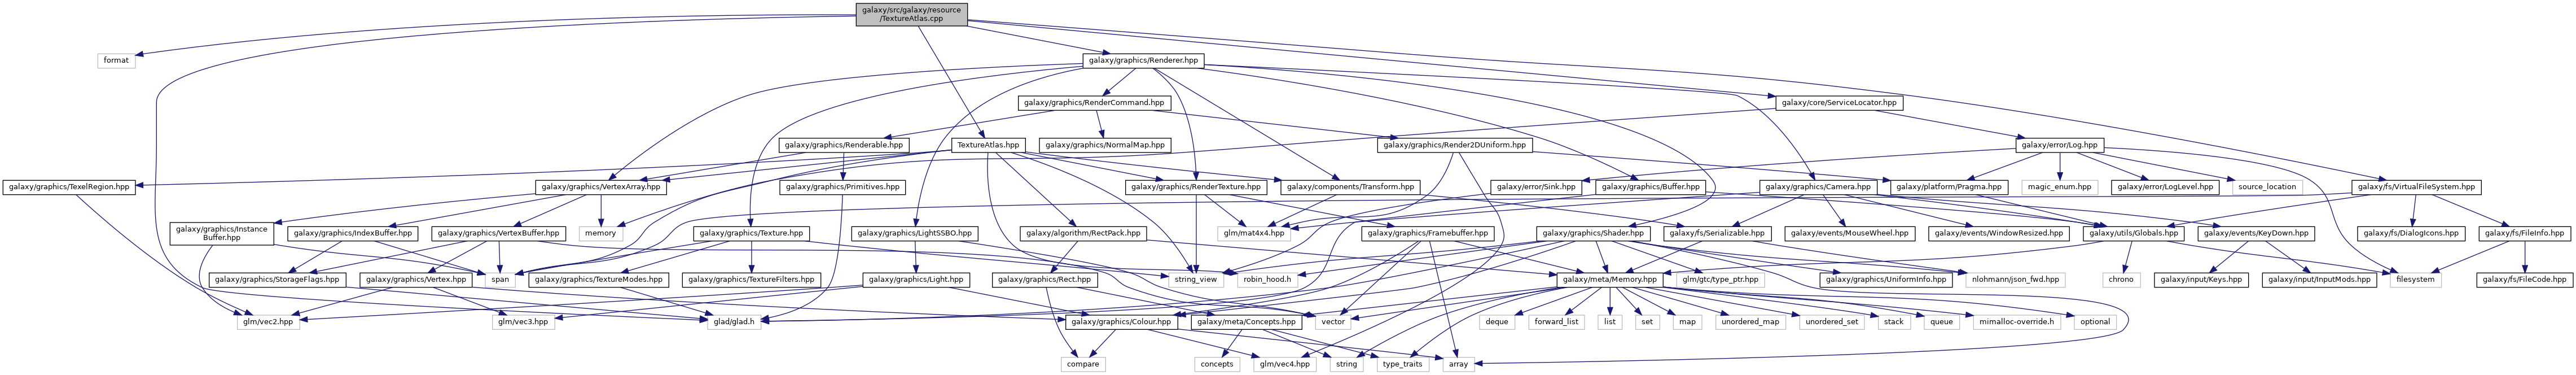 galaxy/src/galaxy/resource
/TextureAtlas.cpp
format
galaxy/graphics/Renderer.hpp
galaxy/graphics/RenderCommand.hpp
galaxy/core/ServiceLocator.hpp
galaxy/graphics/Renderable.hpp
TextureAtlas.hpp
galaxy/graphics/NormalMap.hpp
galaxy/graphics/Render2DUniform.hpp
galaxy/error/Log.hpp
galaxy/graphics/TexelRegion.hpp
galaxy/graphics/VertexArray.hpp
galaxy/graphics/Primitives.hpp
galaxy/graphics/RenderTexture.hpp
galaxy/components/Transform.hpp
galaxy/error/Sink.hpp
galaxy/graphics/Buffer.hpp
galaxy/graphics/Camera.hpp
galaxy/platform/Pragma.hpp
magic_enum.hpp
galaxy/error/LogLevel.hpp
source_location
galaxy/fs/VirtualFileSystem.hpp
galaxy/graphics/Instance
Buffer.hpp
galaxy/graphics/IndexBuffer.hpp
galaxy/graphics/VertexBuffer.hpp
memory
galaxy/graphics/Texture.hpp
galaxy/graphics/LightSSBO.hpp
galaxy/algorithm/RectPack.hpp
glm/mat4x4.hpp
galaxy/graphics/Framebuffer.hpp
galaxy/graphics/Shader.hpp
galaxy/fs/Serializable.hpp
galaxy/events/MouseWheel.hpp
galaxy/events/WindowResized.hpp
galaxy/utils/Globals.hpp
galaxy/events/KeyDown.hpp
galaxy/fs/DialogIcons.hpp
galaxy/fs/FileInfo.hpp
galaxy/graphics/StorageFlags.hpp
galaxy/graphics/Vertex.hpp
span
galaxy/graphics/TextureModes.hpp
galaxy/graphics/TextureFilters.hpp
galaxy/graphics/Light.hpp
string_view
galaxy/graphics/Rect.hpp
robin_hood.h
galaxy/meta/Memory.hpp
glm/gtc/type_ptr.hpp
galaxy/graphics/UniformInfo.hpp
nlohmann/json_fwd.hpp
chrono
galaxy/input/Keys.hpp
galaxy/input/InputMods.hpp
filesystem
galaxy/fs/FileCode.hpp
glm/vec2.hpp
glm/vec3.hpp
glad/glad.h
galaxy/graphics/Colour.hpp
galaxy/meta/Concepts.hpp
vector
deque
forward_list
list
set
map
unordered_map
unordered_set
stack
queue
mimalloc-override.h
optional
compare
concepts
glm/vec4.hpp
string
type_traits
array